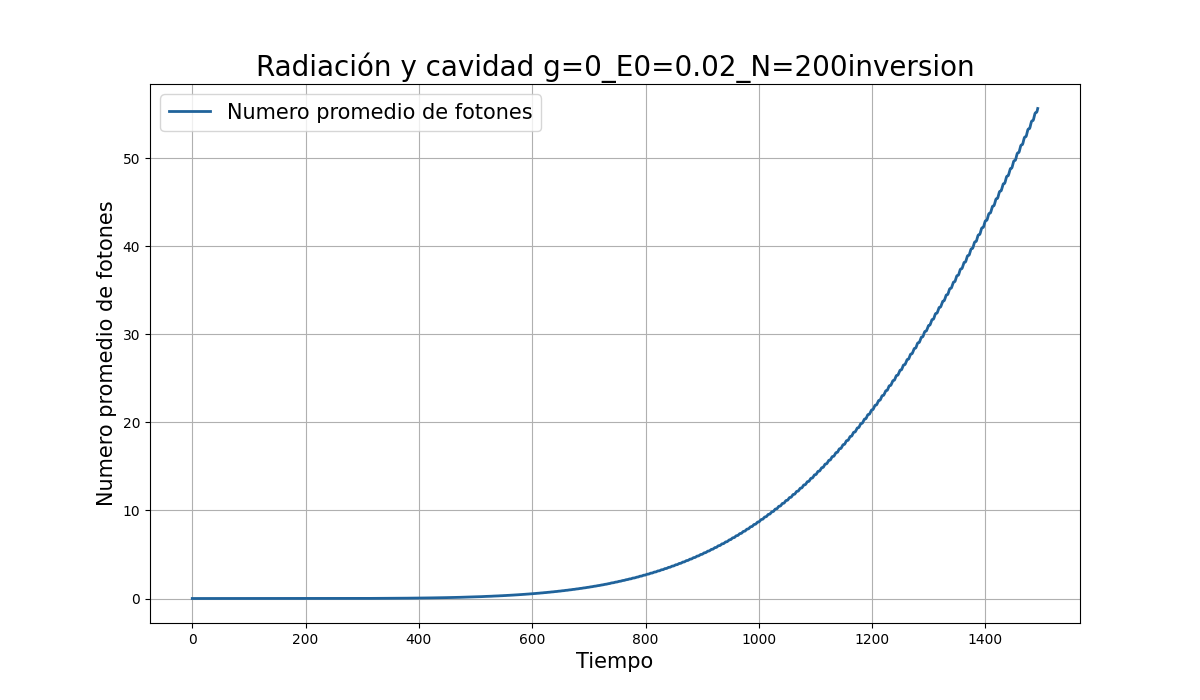 Radiación y cavidad g=0_E0=0.02_N=200inversion
Numero promedio de fotones
Numero promedio de fotones
50
40
30
20
10
0
0 200 400 600 800 1000 1200 1400
Tiempo